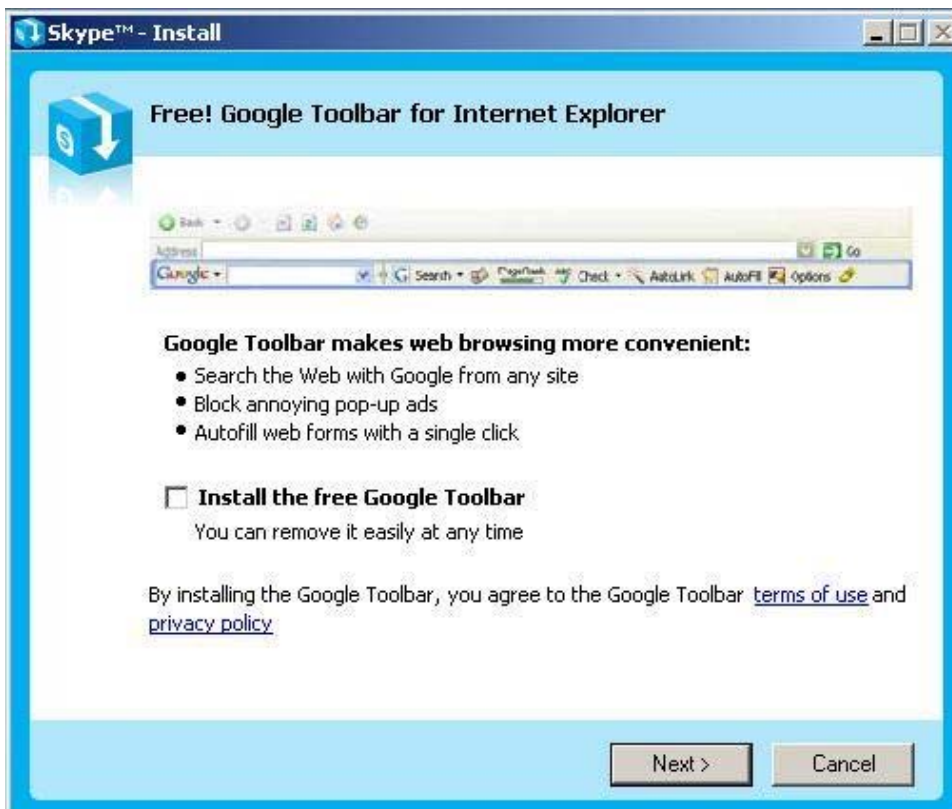 Skype™ - Install
Free! Google Toolbar for Internet Explorer
Back
Address Go
Google Search PageRank Check AutoLink AutoFill Options
Google Toolbar makes web browsing more convenient:
• Search the Web with Google from any site
• Block annoying pop-up ads
• Autofill web forms with a single click
Install the free Google Toolbar
You can remove it easily at any time
By installing the Google Toolbar, you agree to the Google Toolbar terms of use and
privacy policy
Next > Cancel